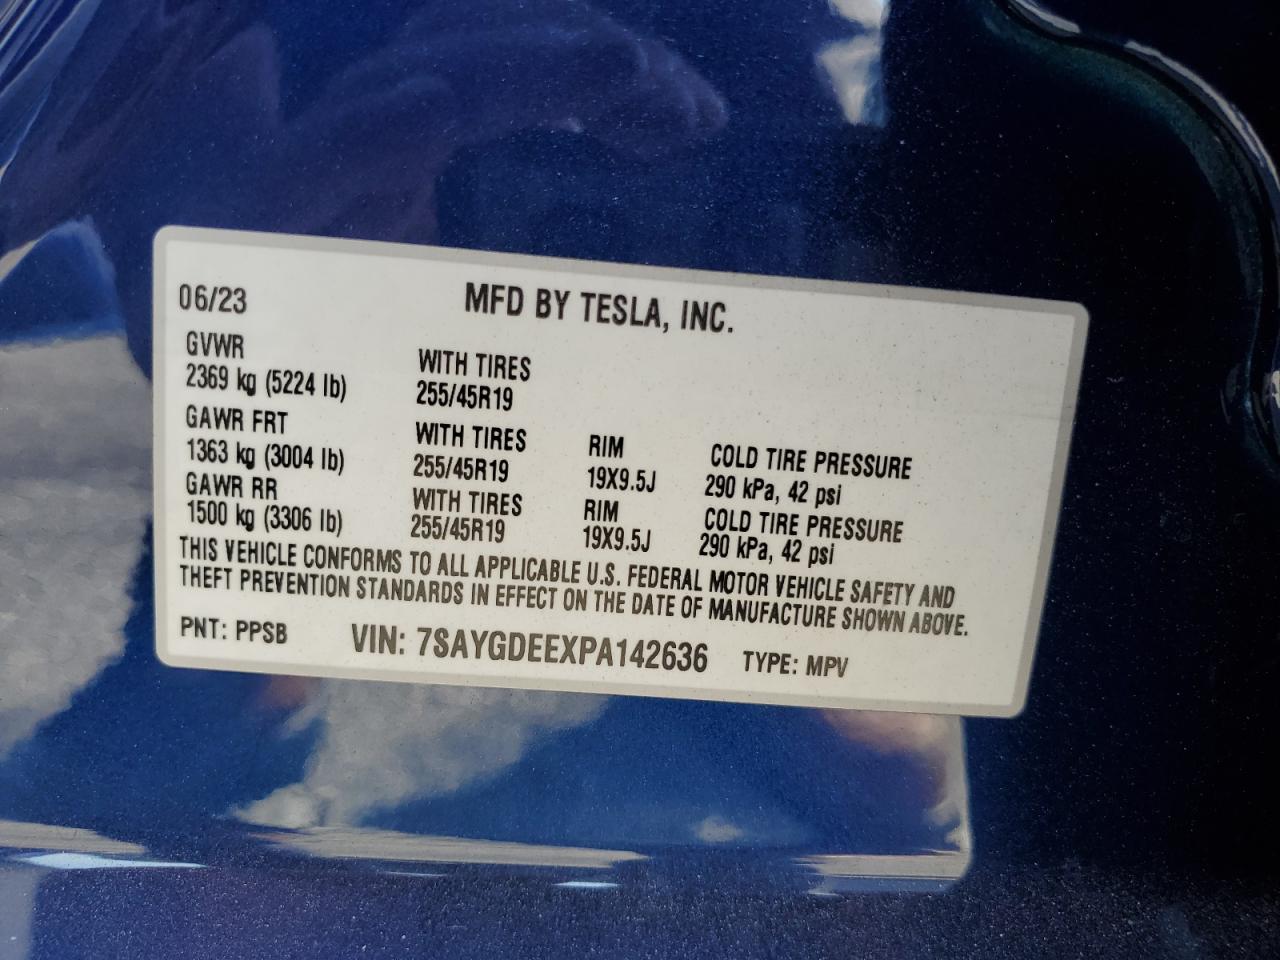 06/23 MFD BY TESLA, INC.
GVWR WITH TIRES
2369 kg (5224 lb) 255/45R19
GAWR FRT WITH TIRES RIM COLD TIRE PRESSURE
1363 kg (3004 lb) 255/45R19 19X9.5J 290 kPa, 42 psi
GAWR RR WITH TIRES RIM COLD TIRE PRESSURE
1500 kg (3306 lb) 255/45R19 19X9.5J 290 kPa, 42 psi
THIS VEHICLE CONFORMS TO ALL APPLICABLE U.S. FEDERAL MOTOR VEHICLE SAFETY AND
THEFT PREVENTION STANDARDS IN EFFECT ON THE DATE OF MANUFACTURE SHOWN ABOVE.
PNT: PPSB VIN: 7SAYGDEEXPA142636 TYPE: MPV